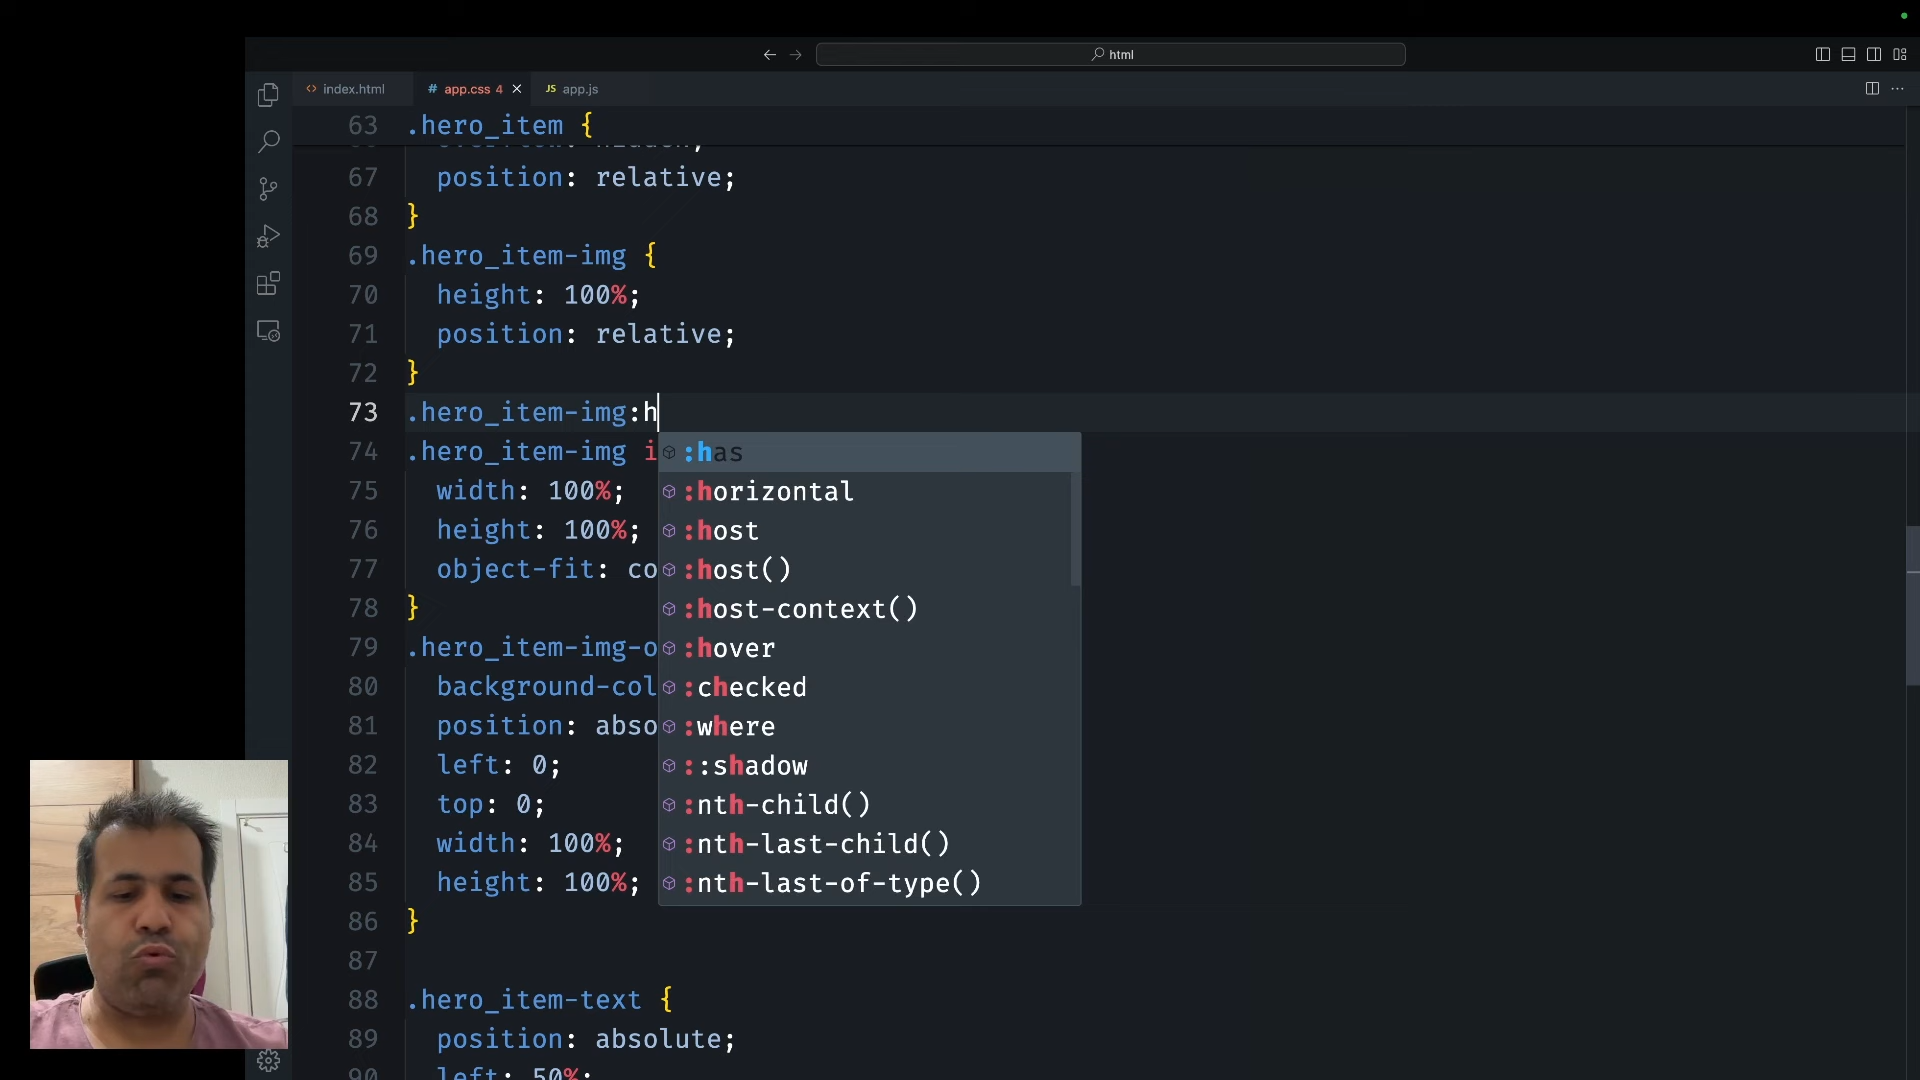 html
index.html
# app.css 4
JS app.js
63 .hero_item {
67 position: relative;
68 }
69 .hero_item-img {
70 height: 100%;
71 position: relative;
72 }
73 .hero_item-img:h
74 .hero_item-img i
:has
75 width: 100%;
:horizontal
76 height: 100%;
:host
77 object-fit: co
:host()
78 }
:host-context()
79 .hero_item-img-o
:hover
80 background-col
:checked
81 position: abso
:where
82 left: 0;
::shadow
83 top: 0;
:nth-child()
84 width: 100%;
:nth-last-child()
85 height: 100%;
:nth-last-of-type()
86 }
87
88 .hero_item-text {
89 position: absolute;
90 left: 50%;